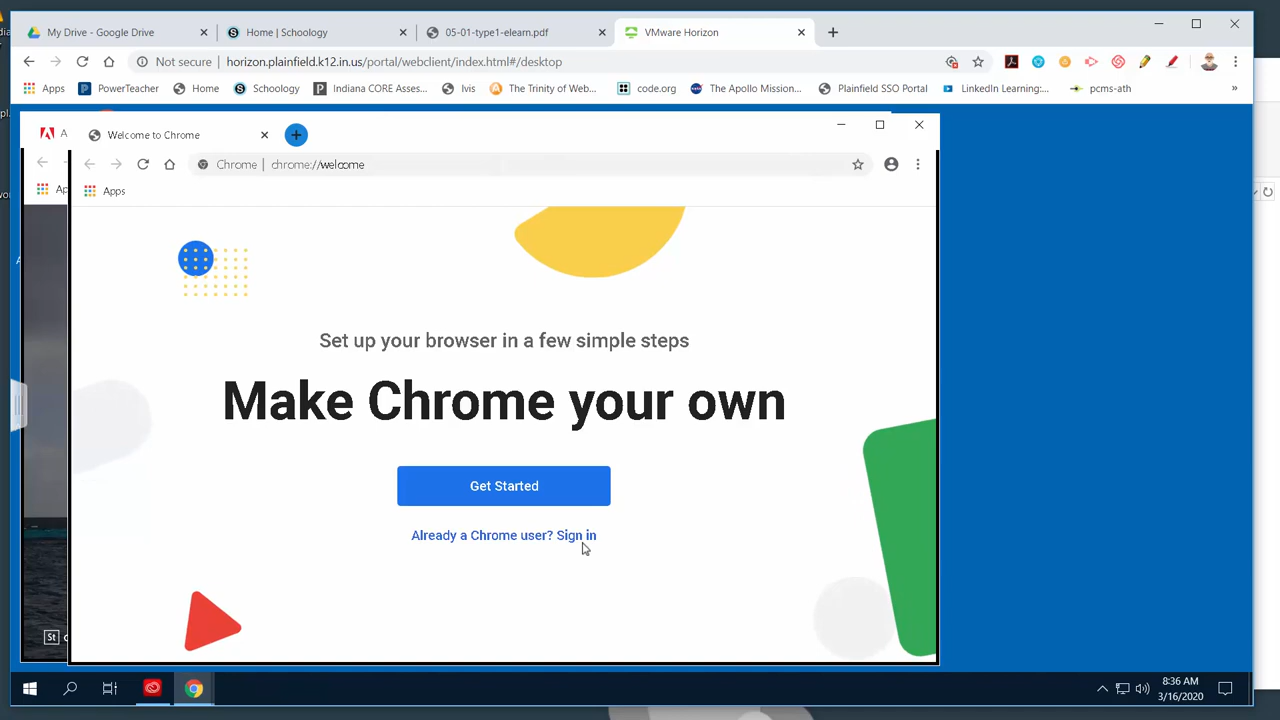 My Drive - Google Drive
Home | Schoology
05-01-type1-elearn.pdf
VMware Horizon
Not secure | horizon.plainfield.k12.in.us/portal/webclient/index.html#/desktop
Apps
PowerTeacher
Home
Schoology
Indiana CORE Asses...
Ivis
The Trinity of Web...
code.org
The Apollo Mission...
Plainfield SSO Portal
LinkedIn Learning:...
pcms-ath
»
A
Welcome to Chrome
Chrome | chrome://welcome
Ap
Apps
Set up your browser in a few simple steps
Make Chrome your own
Get Started
Already a Chrome user? Sign in
St
8:36 AM
3/16/2020